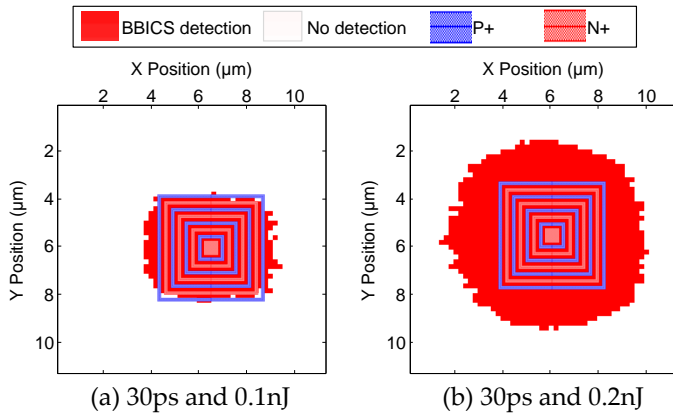 BBICS detection No detection P+ N+
X Position (µm) X Position (µm)
2 4 6 8 10 2 4 6 8 10
Y Position (µm)
2
4
6
8
10
Y Position (µm)
2
4
6
8
10
(a) 30ps and 0.1nJ (b) 30ps and 0.2nJ